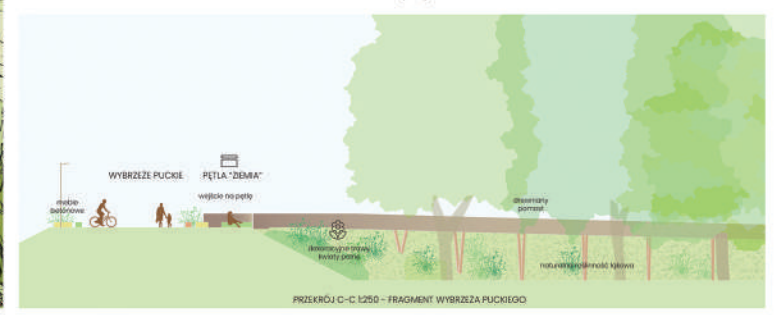 WYBRZEŻE PUCKIE
PĘTLA "ZIEMIA"
meble
betonowe
wejście na pętlę
drewniany
pomost
dekoracyjne trawy
kwiaty polne
naturalna roślinność łąkowa
PRZEKRÓJ C-C 1:250 - FRAGMENT WYBRZEŻA PUCKIEGO